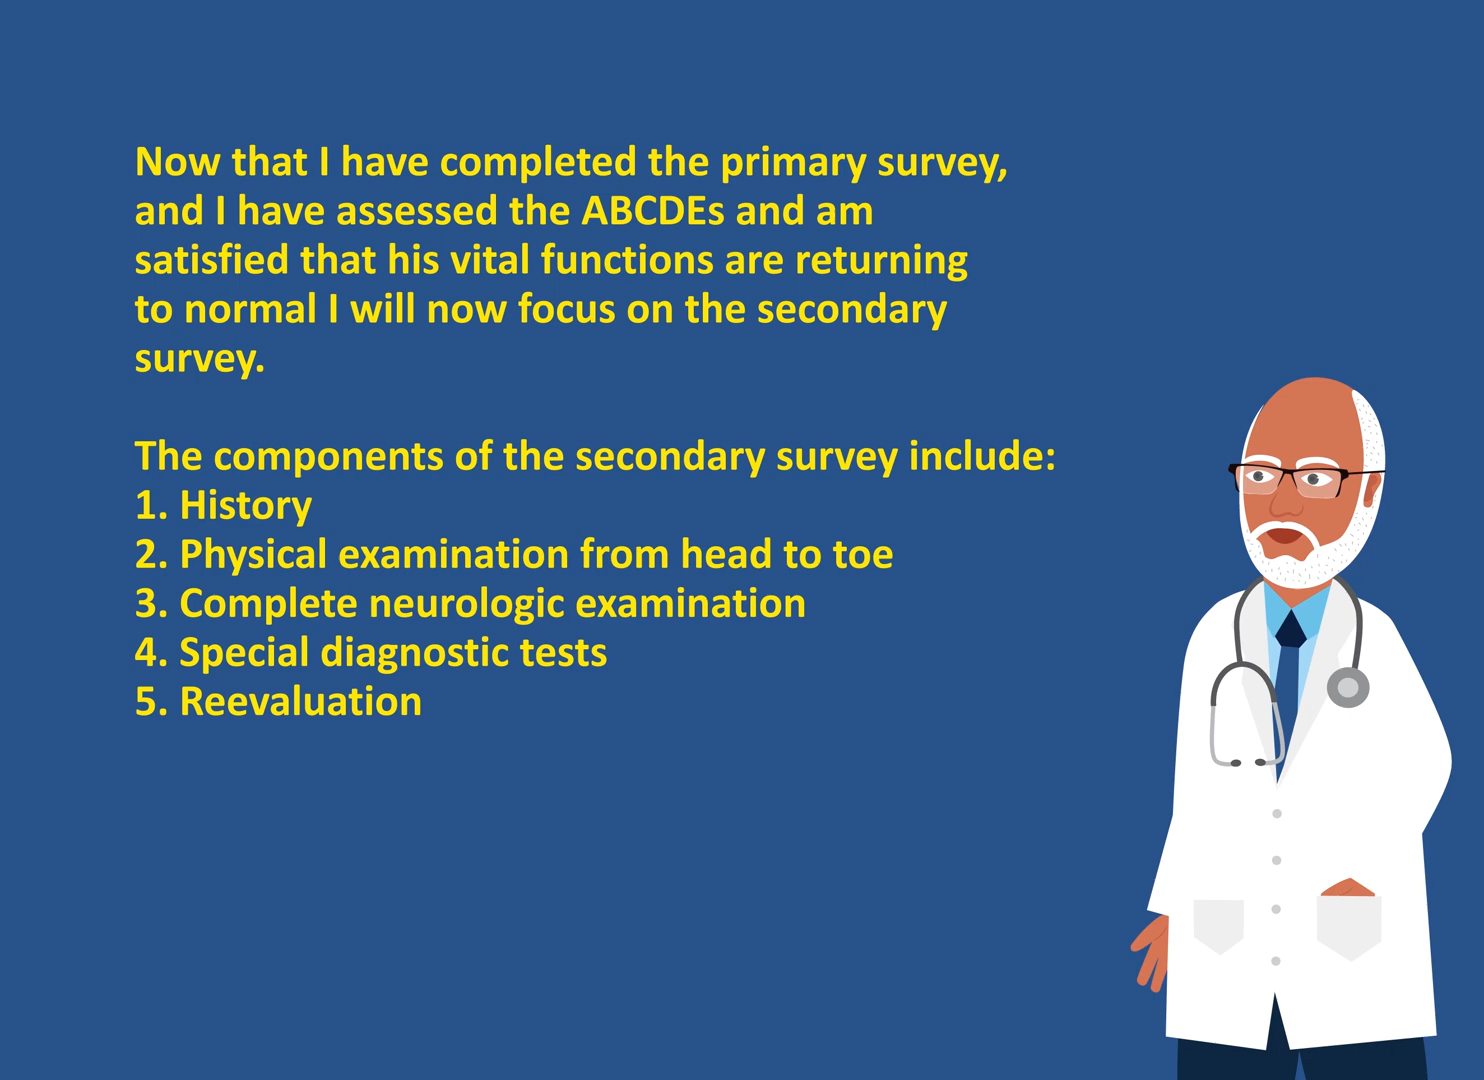 Now that I have completed the primary survey,
and I have assessed the ABCDEs and am
satisfied that his vital functions are returning
to normal I will now focus on the secondary
survey.
The components of the secondary survey include:
1. History
2. Physical examination from head to toe
3. Complete neurologic examination
4. Special diagnostic tests
5. Reevaluation